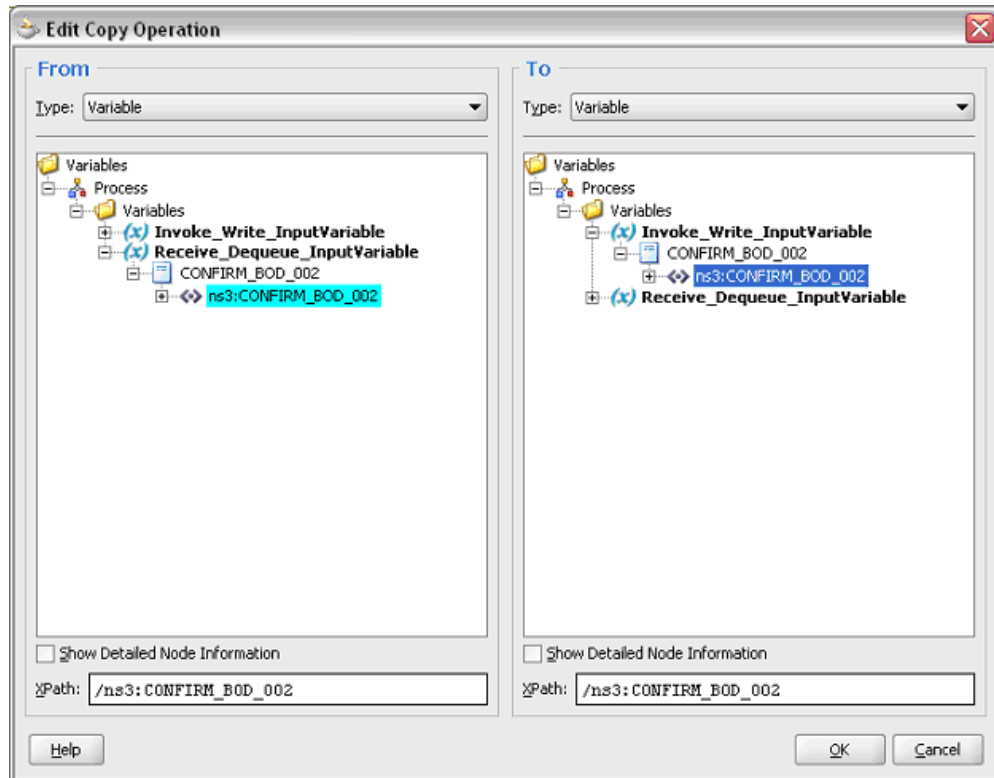 Edit Copy Operation
From
Type: Variable
Variables
Process
Variables
(x) Invoke_Write_InputVariable
(x) Receive_Dequeue_InputVariable
CONFIRM_BOD_002
ns3:CONFIRM_BOD_002
Show Detailed Node Information
XPath: /ns3:CONFIRM_BOD_002
To
Type: Variable
Variables
Process
Variables
(x) Invoke_Write_InputVariable
CONFIRM_BOD_002
ns3:CONFIRM_BOD_002
(x) Receive_Dequeue_InputVariable
Show Detailed Node Information
XPath: /ns3:CONFIRM_BOD_002
Help
OK
Cancel